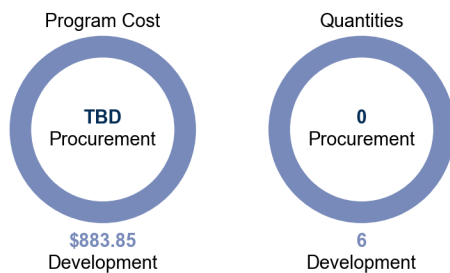 Program Cost
TBD
Procurement
$883.85
Development
Quantities
0
Procurement
6
Development